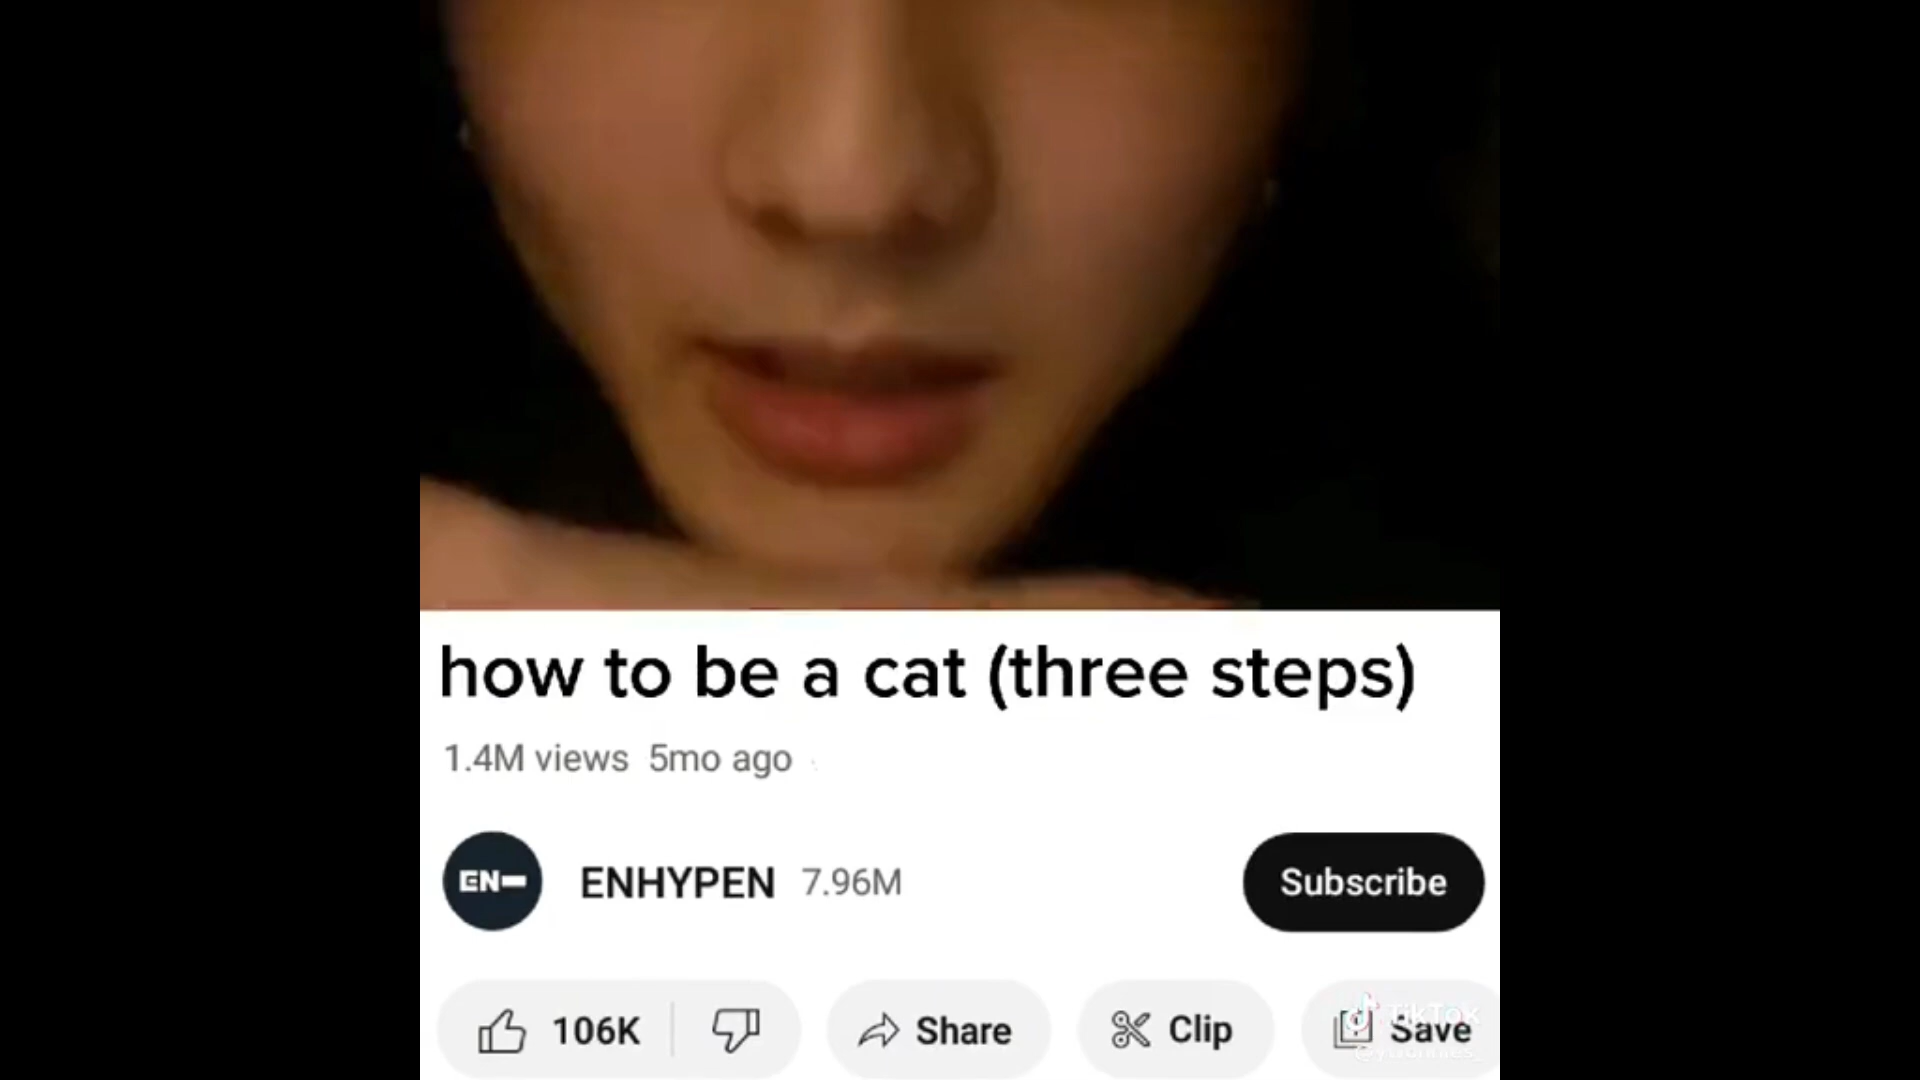 how to be a cat (three steps)
1.4M views 5mo ago
EN-
ENHYPEN 7.96M
Subscribe
106K
Share
Clip
Save
TikTok